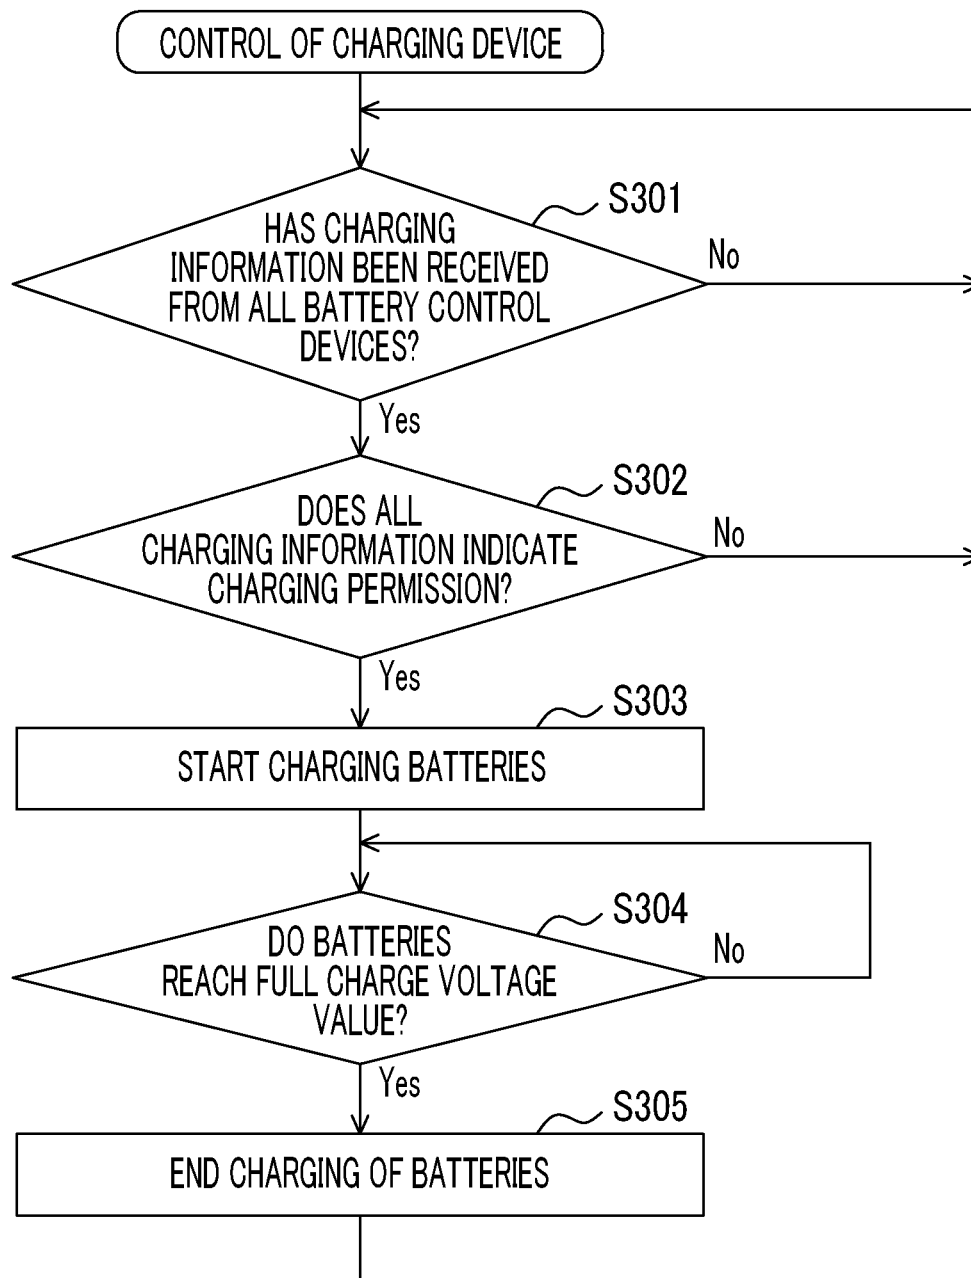 CONTROL OF CHARGING DEVICE
S301
HAS CHARGING
INFORMATION BEEN RECEIVED
FROM ALL BATTERY CONTROL
DEVICES?
No
Yes
S302
DOES ALL
CHARGING INFORMATION INDICATE
CHARGING PERMISSION?
No
Yes
S303
START CHARGING BATTERIES
S304
DO BATTERIES
REACH FULL CHARGE VOLTAGE
VALUE?
No
Yes
S305
END CHARGING OF BATTERIES